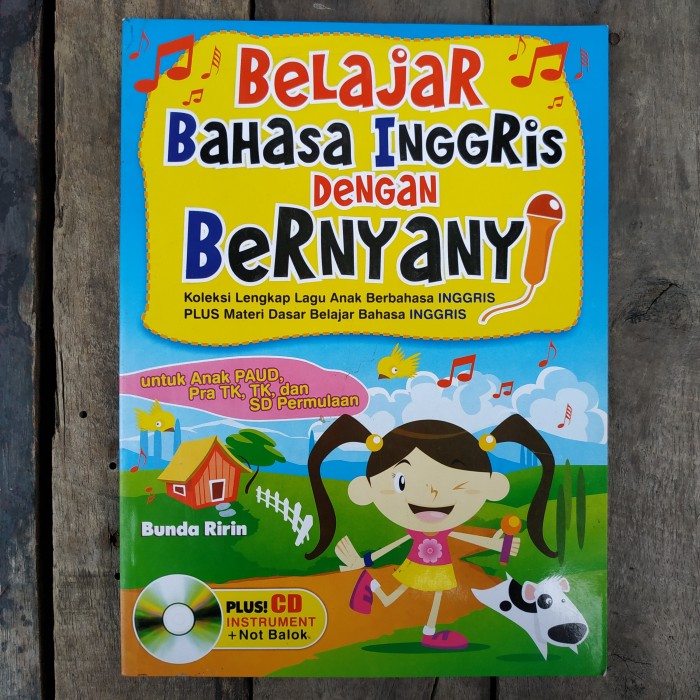 BeLAJAR
BaHasa INGGRis
DeNGAN
BeRNYANYI
Koleksi Lengkap Lagu Anak Berbahasa INGGRIS
PLUS Materi Dasar Belajar Bahasa INGGRIS
untuk Anak PAUD,
Pra TK, TK, dan
SD Permulaan
Bunda Ririn
PLUS! CD
INSTRUMENT
+ Not Balok